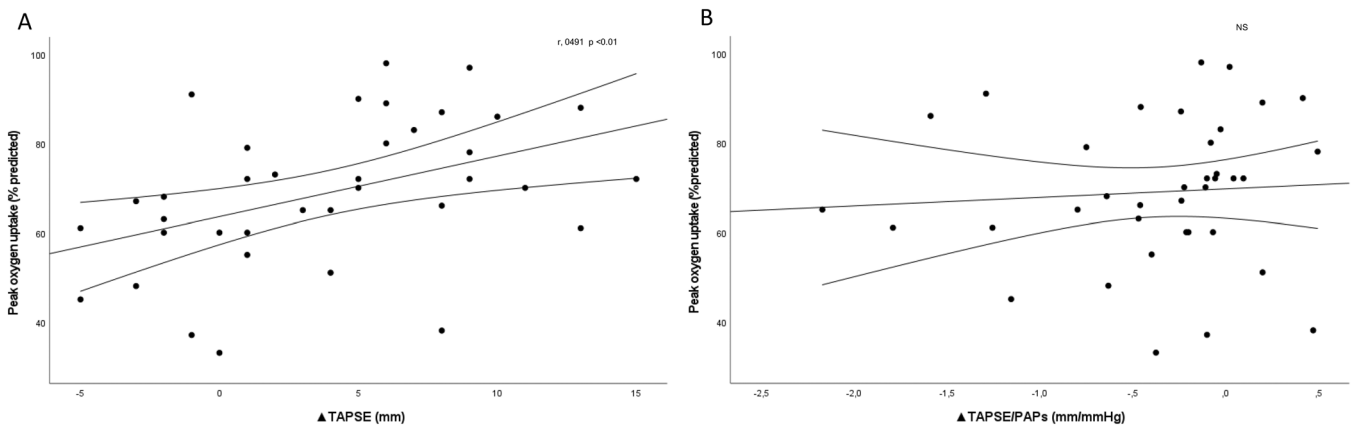 A
r, 0491 p <0.01
Peak oxygen uptake (% predicted)
100
80
60
40
-5
0
5
10
15
▲TAPSE (mm)
B
NS
Peak oxygen uptake (%predicted)
100
80
60
40
-2,5
-2,0
-1,5
-1,0
-,5
,0
,5
▲TAPSE/PAPs (mm/mmHg)